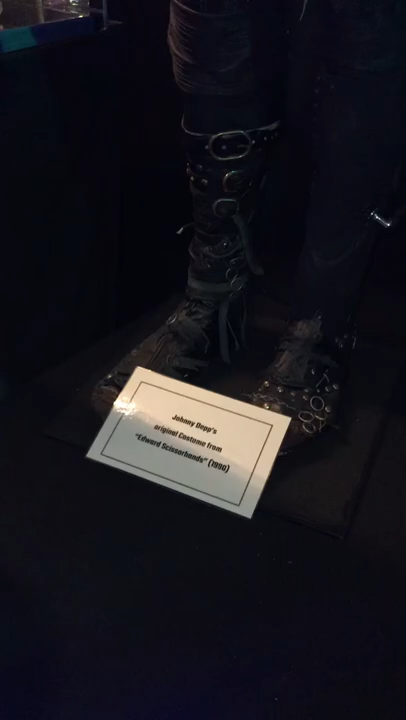 Johnny Depp's
original Costume from
"Edward Scissorhands" (1990)